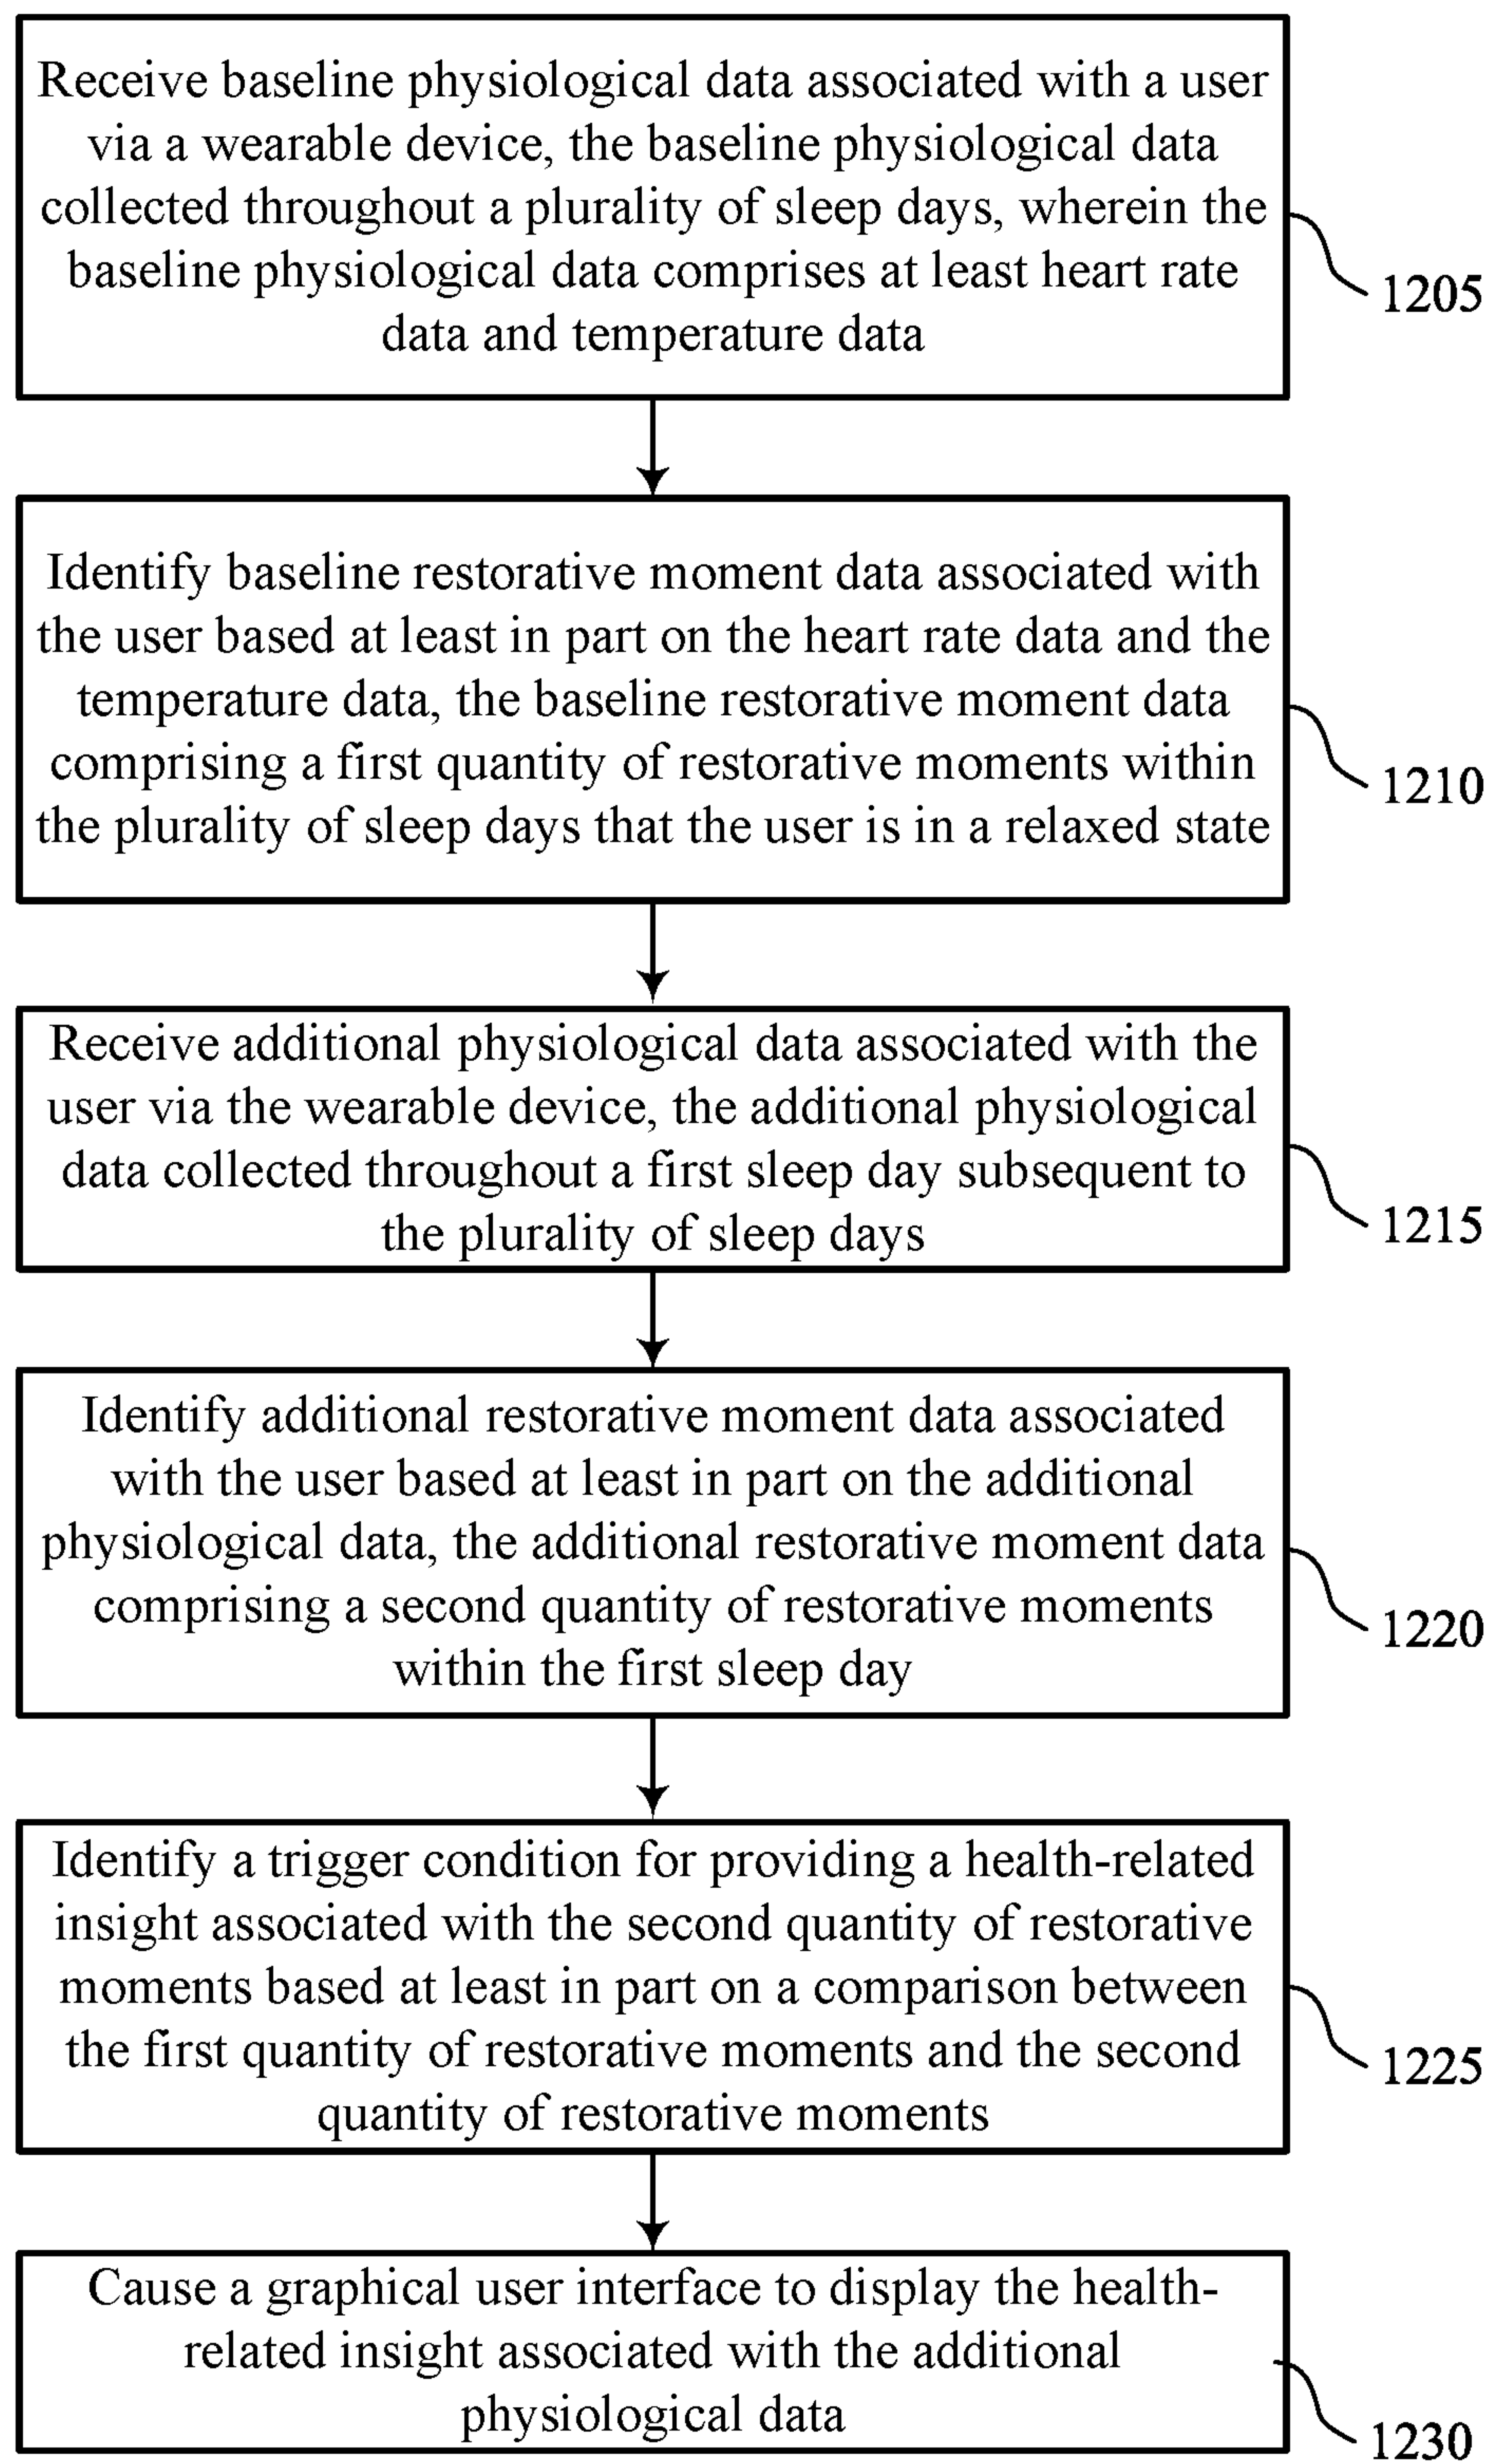 Receive baseline physiological data associated with a user
via a wearable device, the baseline physiological data
collected throughout a plurality of sleep days, wherein the
baseline physiological data comprises at least heart rate
data and temperature data
1205
Identify baseline restorative moment data associated with
the user based at least in part on the heart rate data and the
temperature data, the baseline restorative moment data
comprising a first quantity of restorative moments within
the plurality of sleep days that the user is in a relaxed state
1210
Receive additional physiological data associated with the
user via the wearable device, the additional physiological
data collected throughout a first sleep day subsequent to
the plurality of sleep days
1215
Identify additional restorative moment data associated
with the user based at least in part on the additional
physiological data, the additional restorative moment data
comprising a second quantity of restorative moments
within the first sleep day
1220
Identify a trigger condition for providing a health-related
insight associated with the second quantity of restorative
moments based at least in part on a comparison between
the first quantity of restorative moments and the second
quantity of restorative moments
1225
Cause a graphical user interface to display the health-
related insight associated with the additional
physiological data
1230